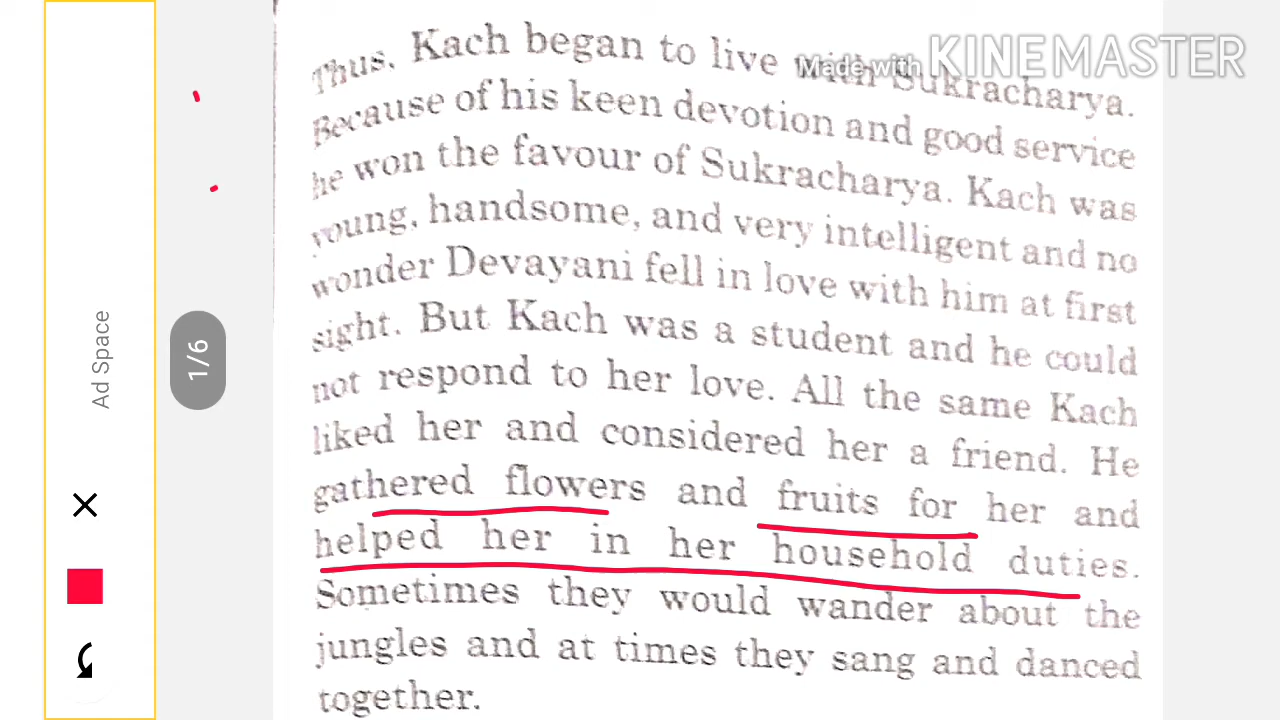 Thus, Kach began to live with Sukracharya.
Because of his keen devotion and good service
he won the favour of Sukracharya. Kach was
young, handsome, and very intelligent and no
wonder Devayani fell in love with him at first
sight. But Kach was a student and he could
not respond to her love. All the same Kach
liked her and considered her a friend. He
gathered flowers and fruits for her and
helped her in her household duties.
Sometimes they would wander about the
jungles and at times they sang and danced
together.
Made with KINEMASTER
Ad Space
1/6